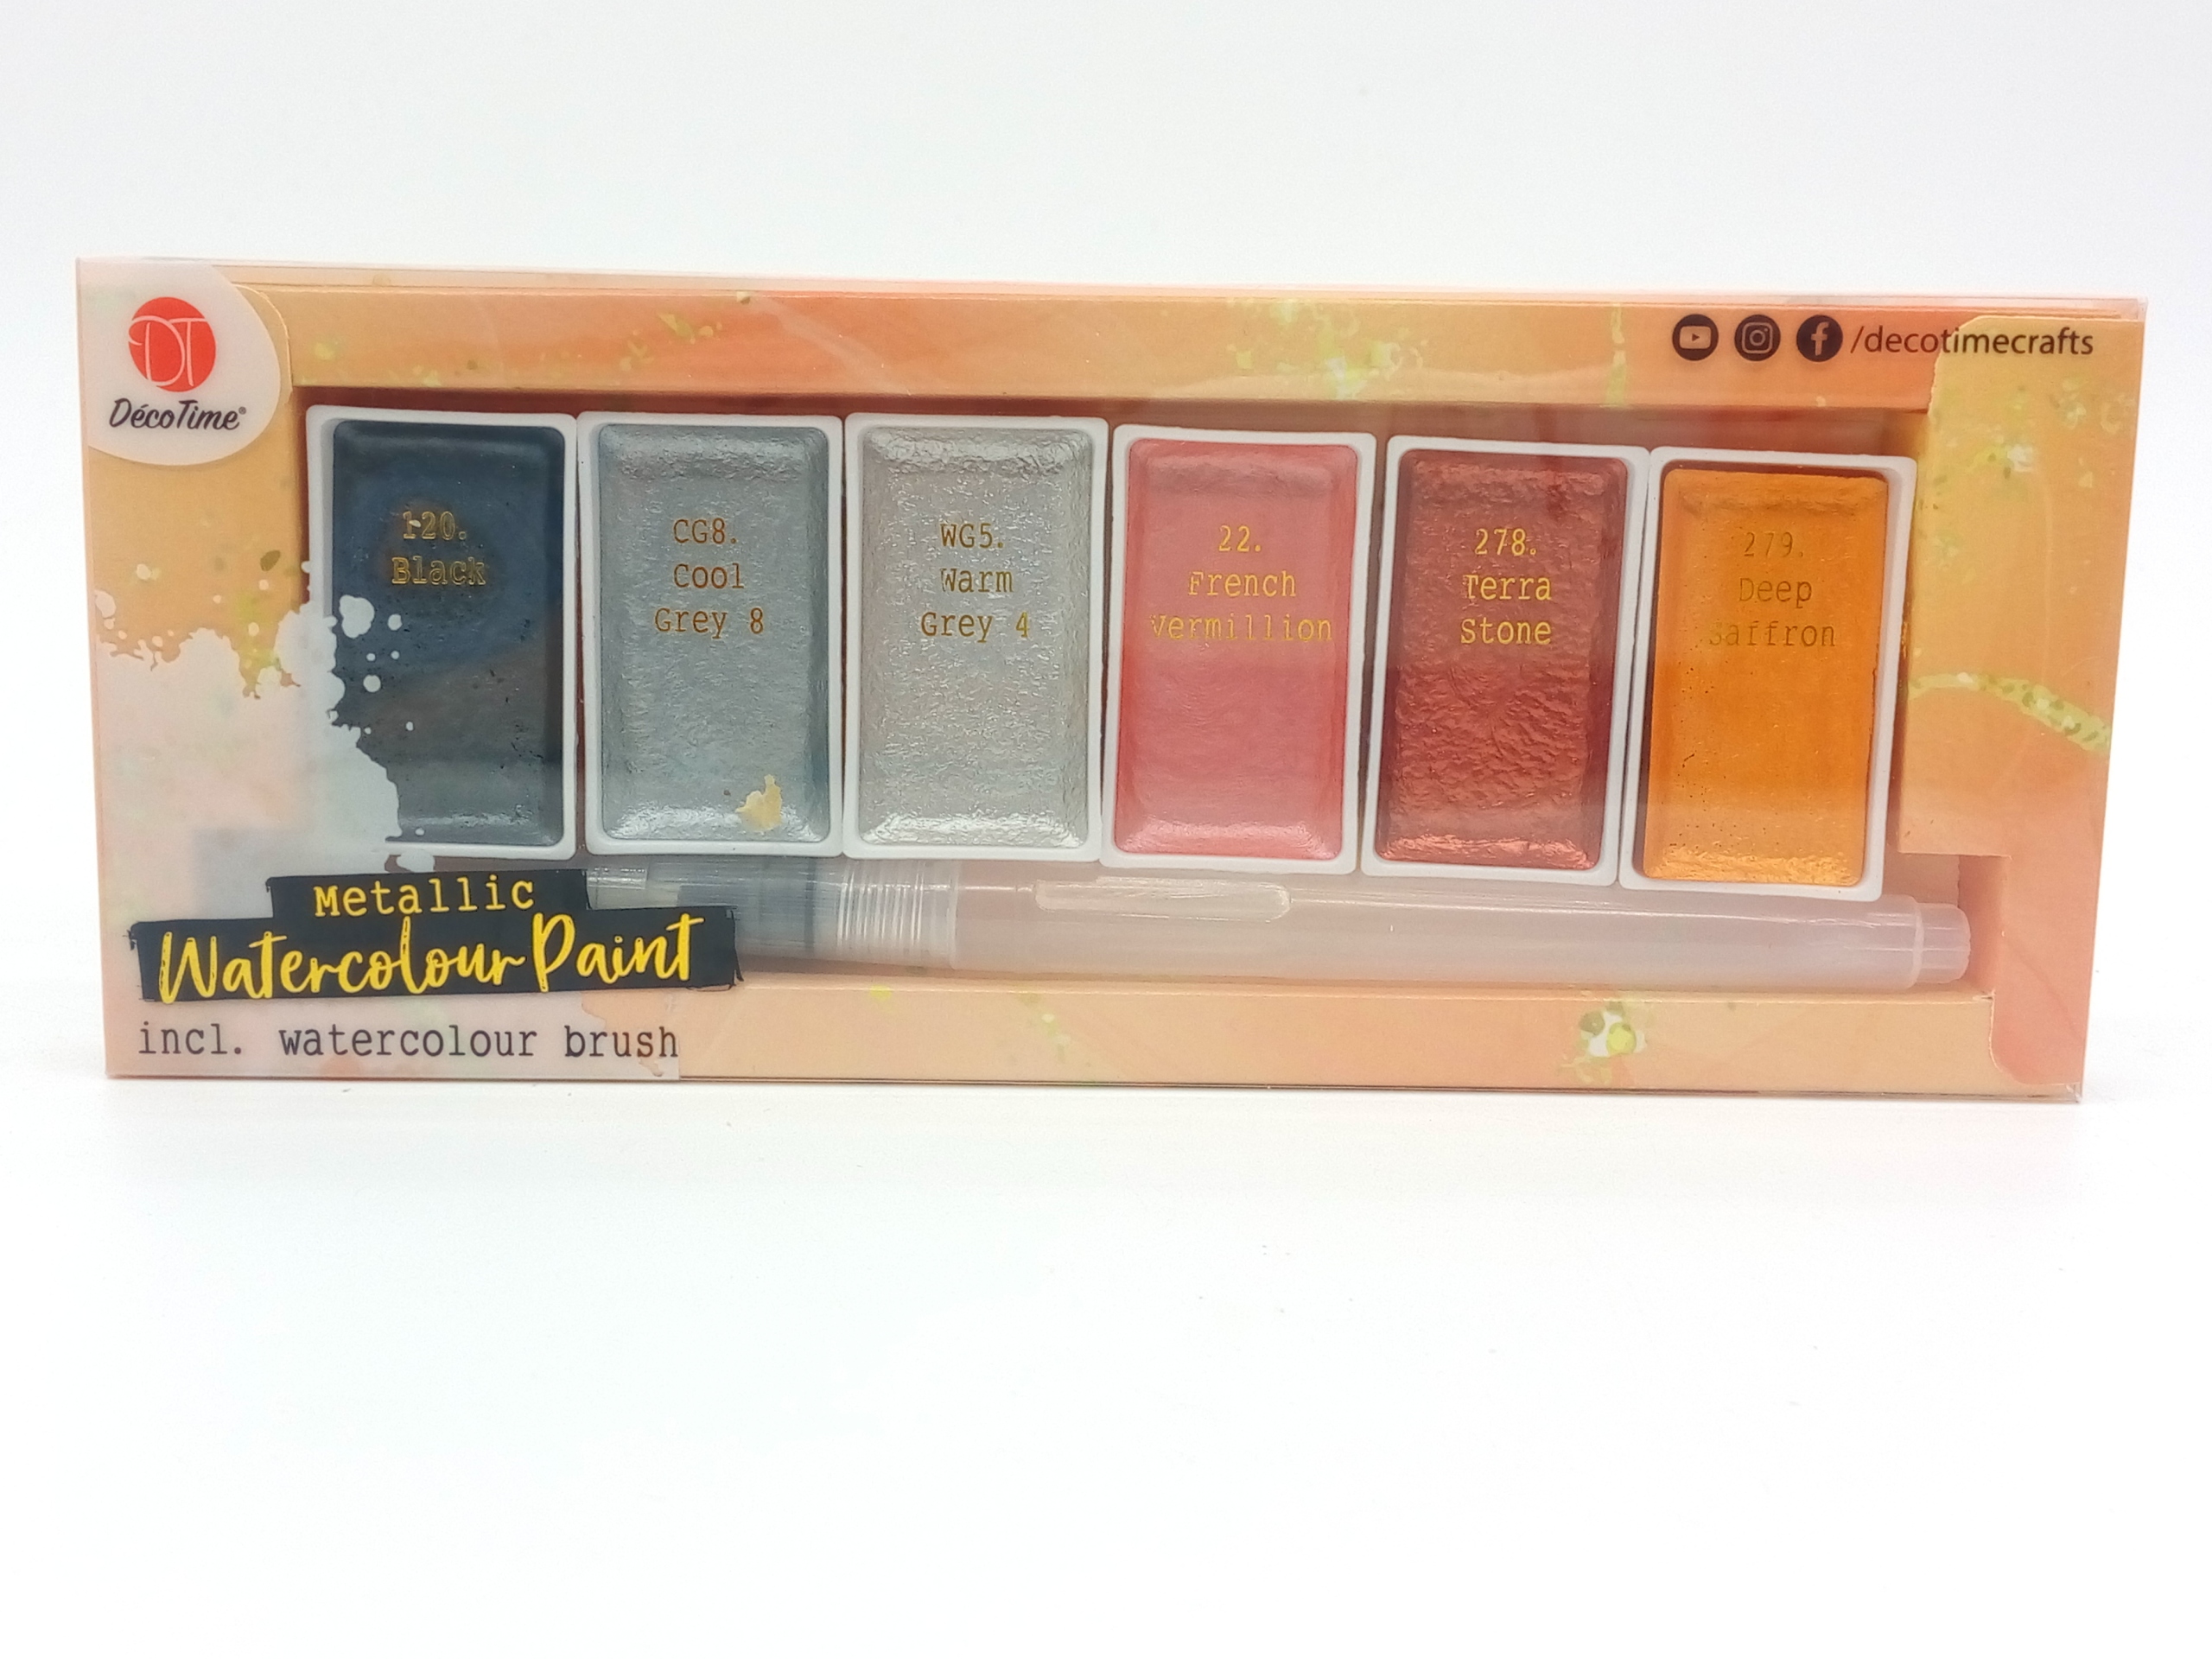 DT
DécoTime®
/decotimecrafts
120.
Black
CG8.
Cool
Grey 8
WG5.
Warm
Grey 4
22.
French
Vermillion
278.
Terra
Stone
279.
Deep
Saffron
Metallic
Watercolour Paint
incl. watercolour brush